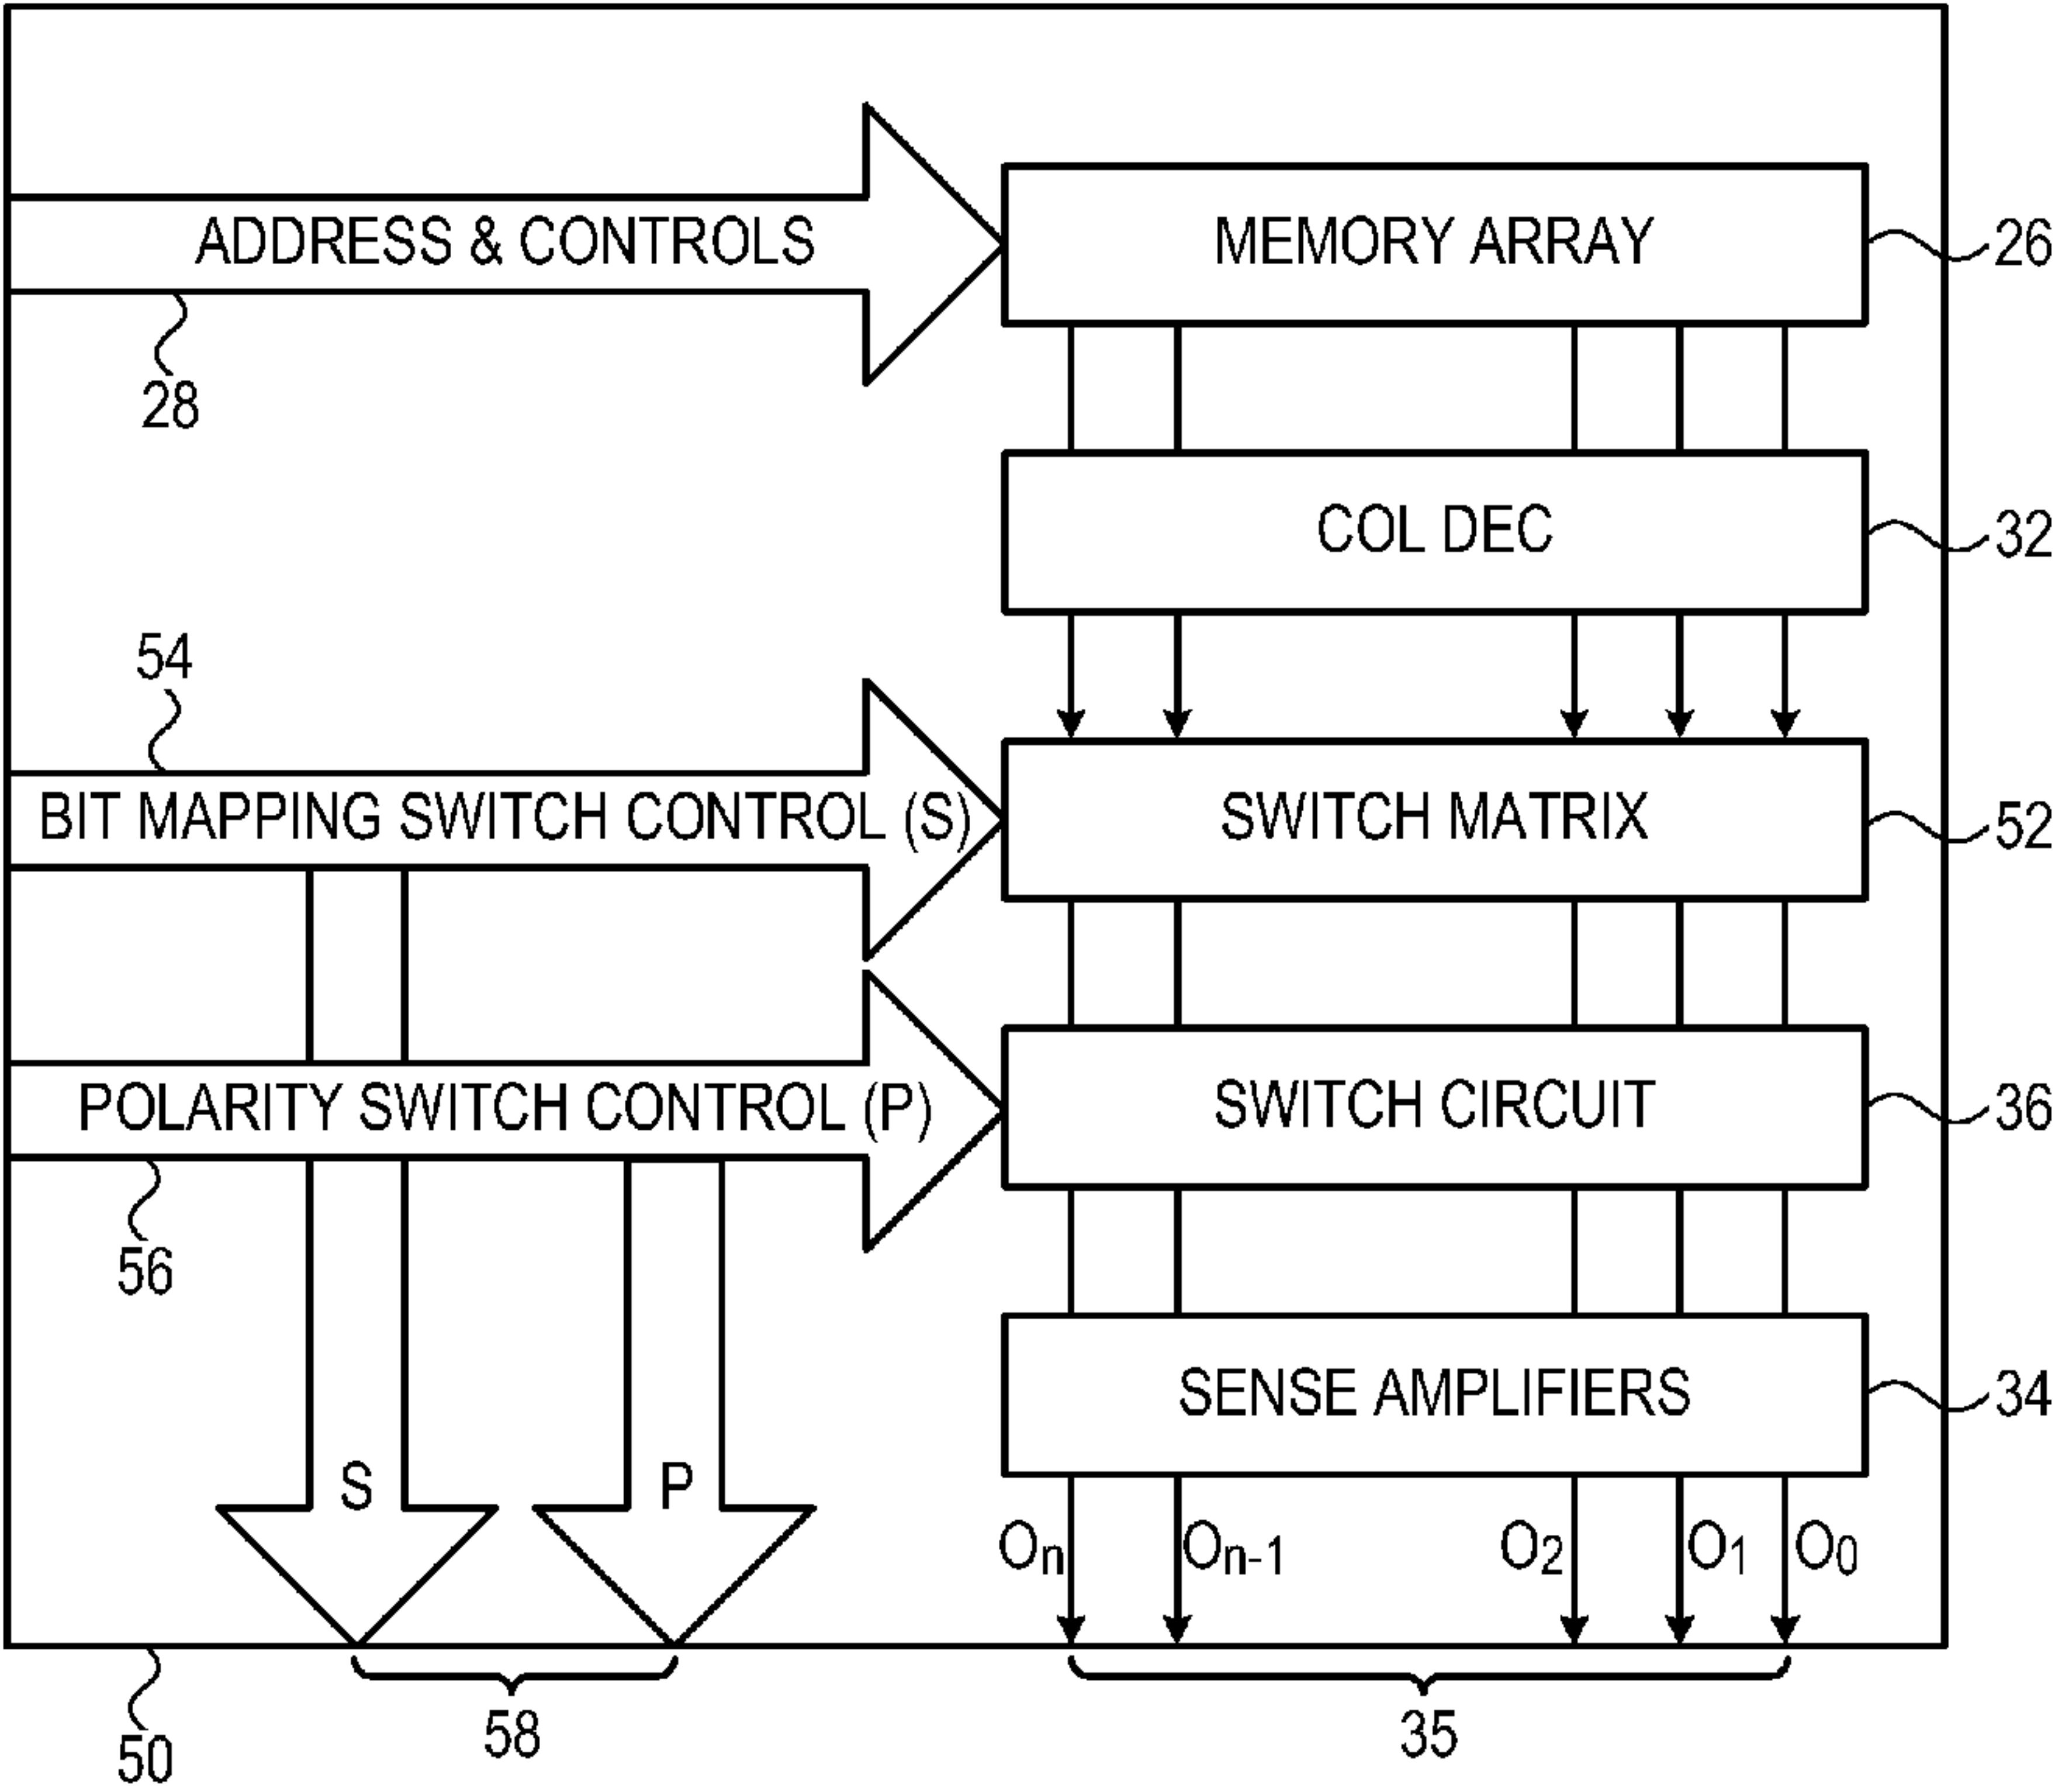 ADDRESS & CONTROLS
MEMORY ARRAY
26
28
COL DEC
32
54
BIT MAPPING SWITCH CONTROL (S)
SWITCH MATRIX
52
POLARITY SWITCH CONTROL (P)
SWITCH CIRCUIT
36
56
SENSE AMPLIFIERS
34
S
P
On
On-1
O2
O1
O0
50
58
35